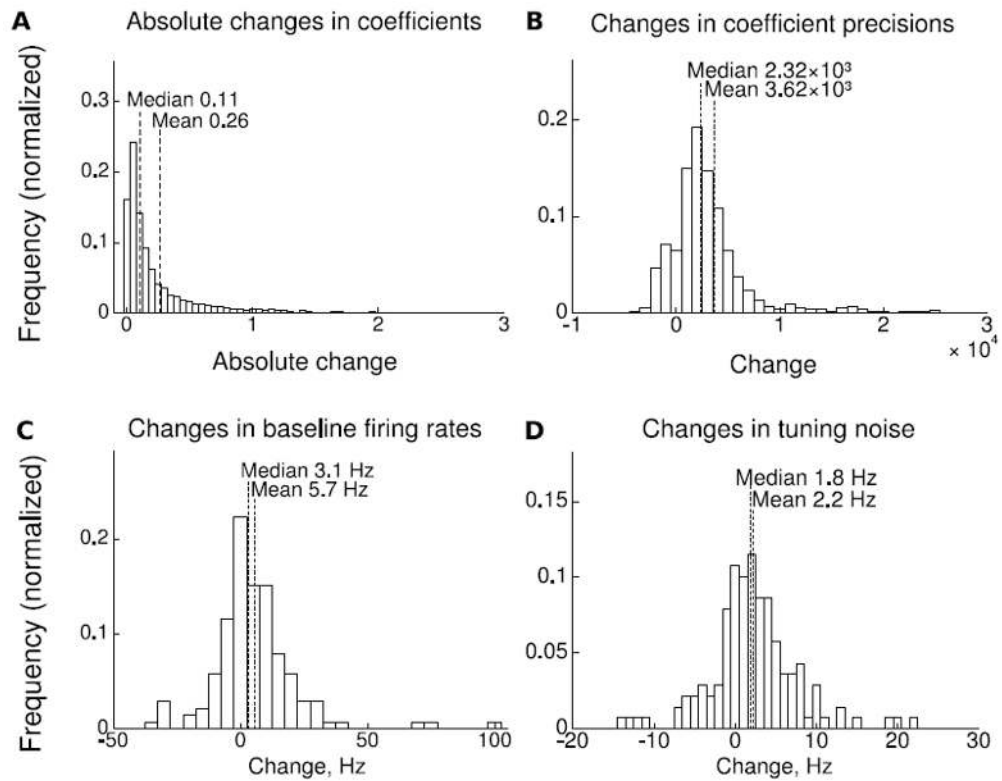 A Absolute changes in coefficients
Frequency (normalized)
0.3
0.2
0.1
0
Median 0.11
Mean 0.26
0 1 2 3
Absolute change
B Changes in coefficient precisions
0.2
0.1
0
Median 2.32×10³
Mean 3.62×10³
-1 0 1 2 3
× 10⁴
Change
C Changes in baseline firing rates
Frequency (normalized)
0.2
0.1
0
Median 3.1 Hz
Mean 5.7 Hz
-50 0 50 100
Change, Hz
D Changes in tuning noise
0.15
0.1
0.05
0
Median 1.8 Hz
Mean 2.2 Hz
-20 -10 0 10 20 30
Change, Hz